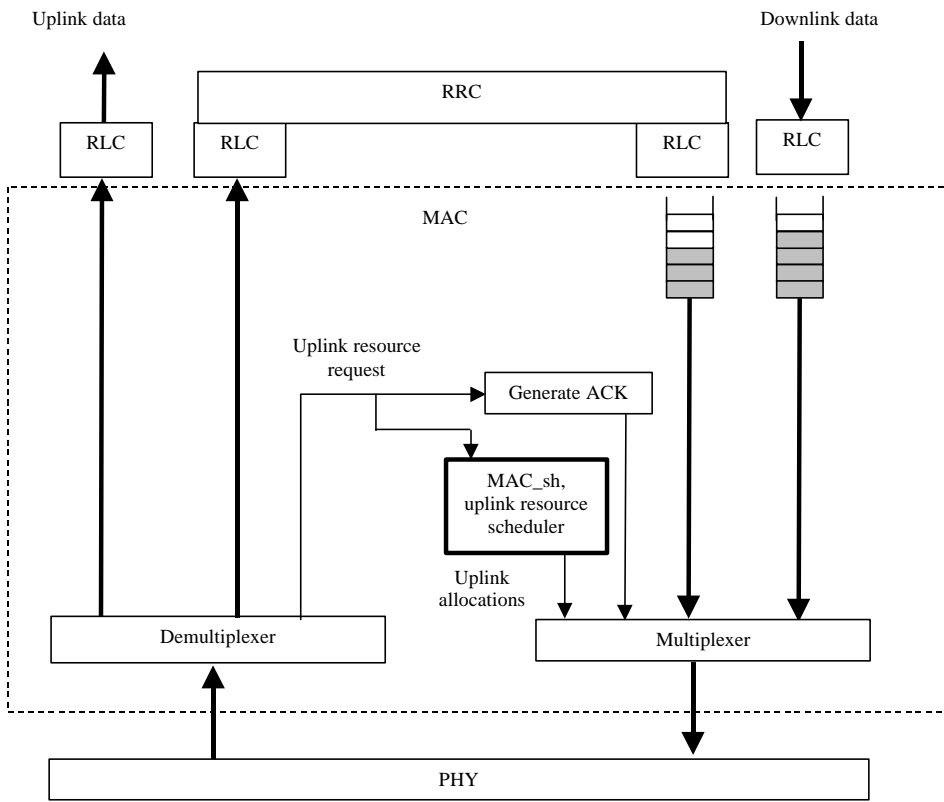 Uplink data
Downlink data
RRC
RLC
RLC
RLC
RLC
MAC
Uplink resource
request
Generate ACK
MAC_sh,
uplink resource
scheduler
Uplink
allocations
Demultiplexer
Multiplexer
PHY